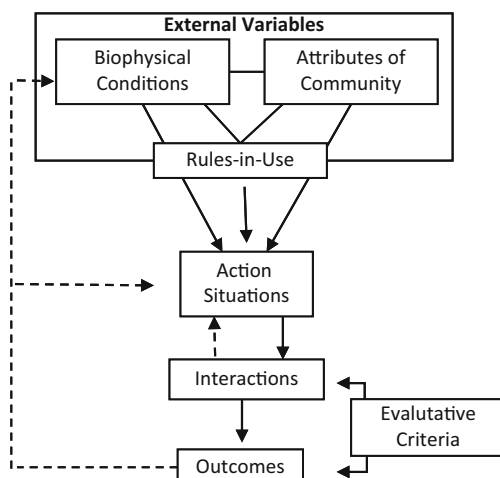 External Variables
Biophysical
Conditions
Attributes of
Community
Rules-in-Use
Action
Situations
Interactions
Evalutative
Criteria
Outcomes